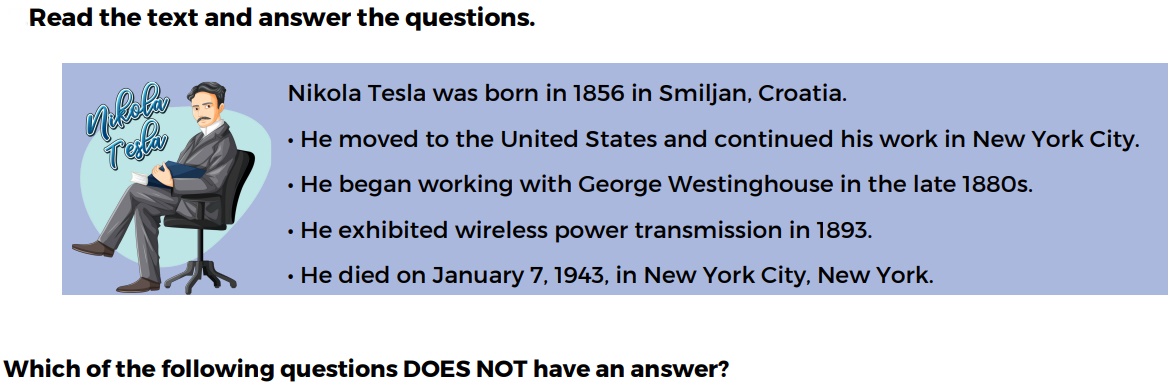 Read the text and answer the questions.
Nikola
Tesla
Nikola Tesla was born in 1856 in Smiljan, Croatia.
• He moved to the United States and continued his work in New York City.
• He began working with George Westinghouse in the late 1880s.
• He exhibited wireless power transmission in 1893.
• He died on January 7, 1943, in New York City, New York.
Which of the following questions DOES NOT have an answer?